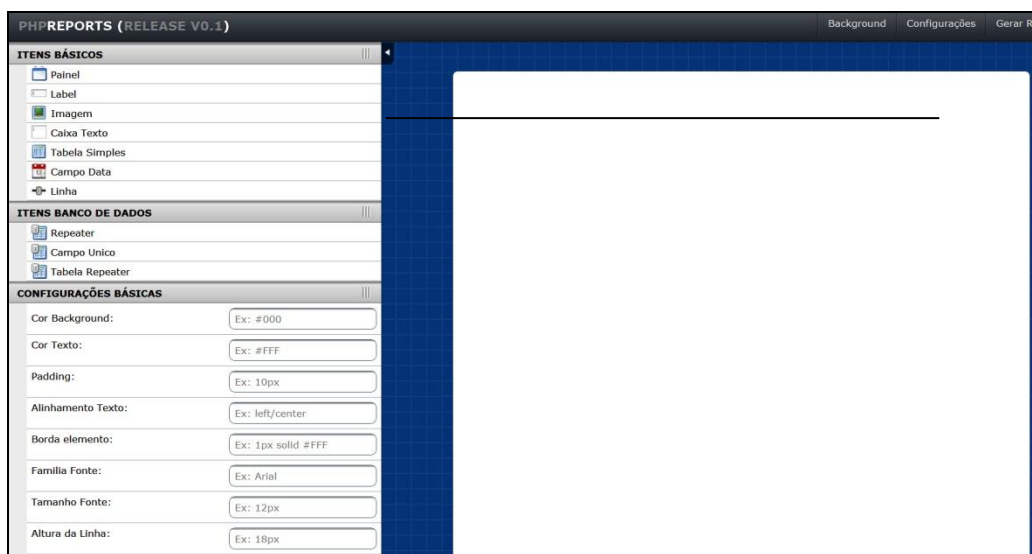 PHPREPORTS (RELEASE V0.1)
Background Configurações Gerar R
ITENS BÁSICOS
Painel
Label
Imagem
Caixa Texto
Tabela Simples
Campo Data
Linha
ITENS BANCO DE DADOS
Repeater
Campo Unico
Tabela Repeater
CONFIGURAÇÕES BÁSICAS
Cor Background: Ex: #000
Cor Texto: Ex: #FFF
Padding: Ex: 10px
Alinhamento Texto: Ex: left/center
Borda elemento: Ex: 1px solid #FFF
Familia Fonte: Ex: Arial
Tamanho Fonte: Ex: 12px
Altura da Linha: Ex: 18px